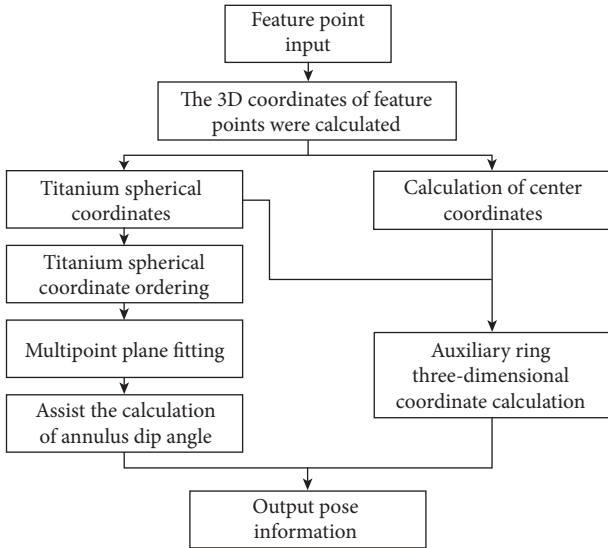 Feature point
input
The 3D coordinates of feature
points were calculated
Titanium spherical
coordinates
Calculation of center
coordinates
Titanium spherical
coordinate ordering
Multipoint plane fitting
Auxiliary ring
three-dimensional
coordinate calculation
Assist the calculation
of annulus dip angle
Output pose
information